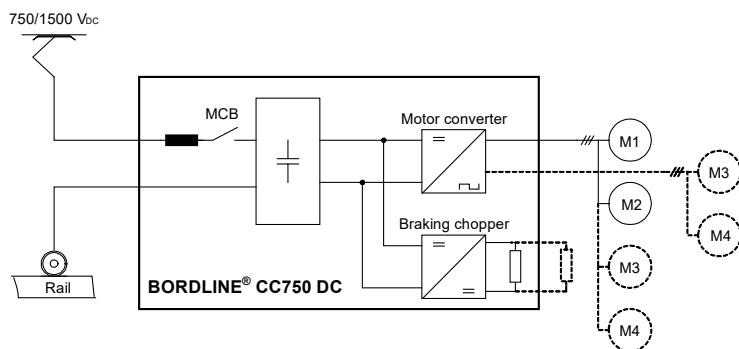 750/1500 VDC
MCB
Motor converter
M1
M3
M2
M4
Braking chopper
M3
Rail
BORDLINE® CC750 DC
M4